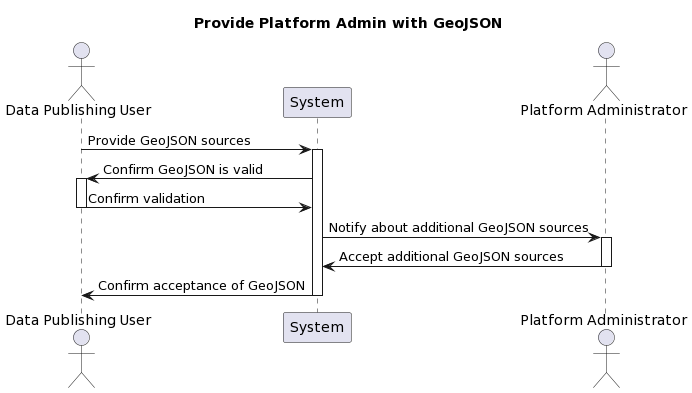 Provide Platform Admin with GeoJSON
Data Publishing User
System
Platform Administrator
Provide GeoJSON sources
Confirm GeoJSON is valid
Confirm validation
Notify about additional GeoJSON sources
Accept additional GeoJSON sources
Confirm acceptance of GeoJSON
Data Publishing User
System
Platform Administrator